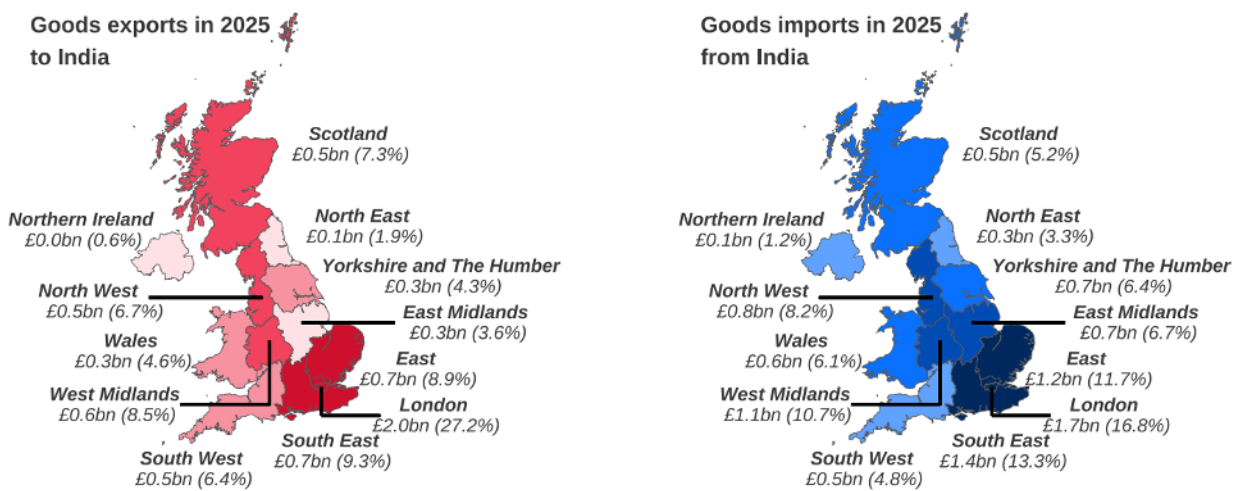 Goods exports in 2025
to India
Scotland
£0.5bn (7.3%)
Northern Ireland
£0.0bn (0.6%)
North East
£0.1bn (1.9%)
Yorkshire and The Humber
£0.3bn (4.3%)
North West
£0.5bn (6.7%)
East Midlands
£0.3bn (3.6%)
Wales
£0.3bn (4.6%)
East
£0.7bn (8.9%)
West Midlands
£0.6bn (8.5%)
London
£2.0bn (27.2%)
South East
£0.7bn (9.3%)
South West
£0.5bn (6.4%)
Goods imports in 2025
from India
Scotland
£0.5bn (5.2%)
Northern Ireland
£0.1bn (1.2%)
North East
£0.3bn (3.3%)
Yorkshire and The Humber
£0.7bn (6.4%)
North West
£0.8bn (8.2%)
East Midlands
£0.7bn (6.7%)
Wales
£0.6bn (6.1%)
East
£1.2bn (11.7%)
West Midlands
£1.1bn (10.7%)
London
£1.7bn (16.8%)
South East
£1.4bn (13.3%)
South West
£0.5bn (4.8%)